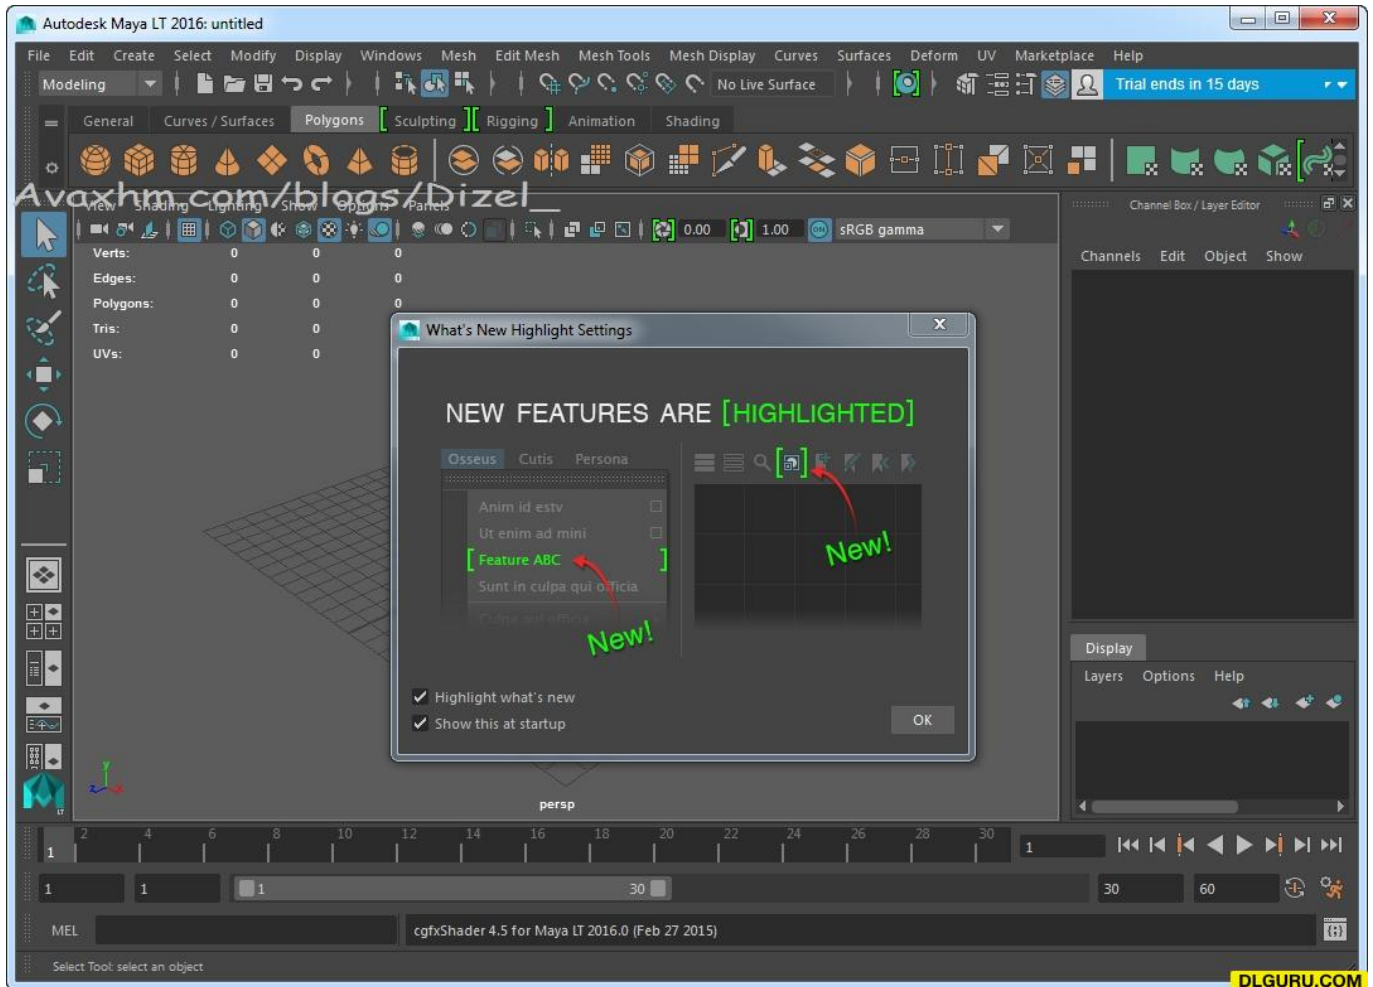 Autodesk Maya LT 2016: untitled
File Edit Create Select Modify Display Windows Mesh Edit Mesh Mesh Tools Mesh Display Curves Surfaces Deform UV Marketplace Help
Modeling No Live Surface Trial ends in 15 days
General Curves / Surfaces Polygons Sculpting Rigging Animation Shading
Avaxhm.com/blogs/Dizel_
View Shading Lighting Show Options Panels Channel Box / Layer Editor
0.00 1.00 ON sRGB gamma
Channels Edit Object Show
Verts: 0 0 0
Edges: 0 0 0
Polygons: 0 0 0
Tris: 0 0
UVs: 0 0
What's New Highlight Settings
NEW FEATURES ARE [HIGHLIGHTED]
Osseus Cutis Persona
Anim id estv
Ut enim ad mini
[Feature ABC]
Sunt in culpa qui officia
Culpa qui officia
New!
New!
Highlight what's new
Show this at startup
OK
Display
Layers Options Help
y
z x
persp
LT
2 4 6 8 10 12 14 16 18 20 22 24 26 28 30
1 1
1 1 1 30 30 60
MEL cgfxShader 4.5 for Maya LT 2016.0 (Feb 27 2015)
Select Tool: select an object
DLGURU.COM